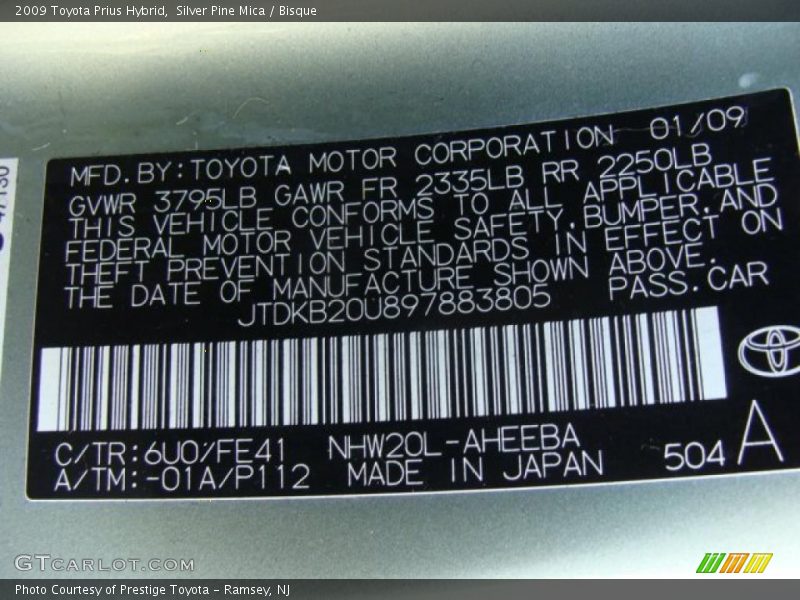 2009 Toyota Prius Hybrid, Silver Pine Mica / Bisque
MFD.BY:TOYOTA MOTOR CORPORATION 01/09
GVWR 3795LB GAWR FR 2335LB RR 2250LB
THIS VEHICLE CONFORMS TO ALL APPLICABLE
FEDERAL MOTOR VEHICLE SAFETY,BUMPER,AND
THEFT PREVENTION STANDARDS IN EFFECT ON
THE DATE OF MANUFACTURE SHOWN ABOVE.
JTDKB20U897883805 PASS.CAR
C/TR:6U0/FE41 NHW20L-AHEEBA
A/TM:-01A/P112 MADE IN JAPAN 504 A
GTCARLOT.COM
Photo Courtesy of Prestige Toyota - Ramsey, NJ